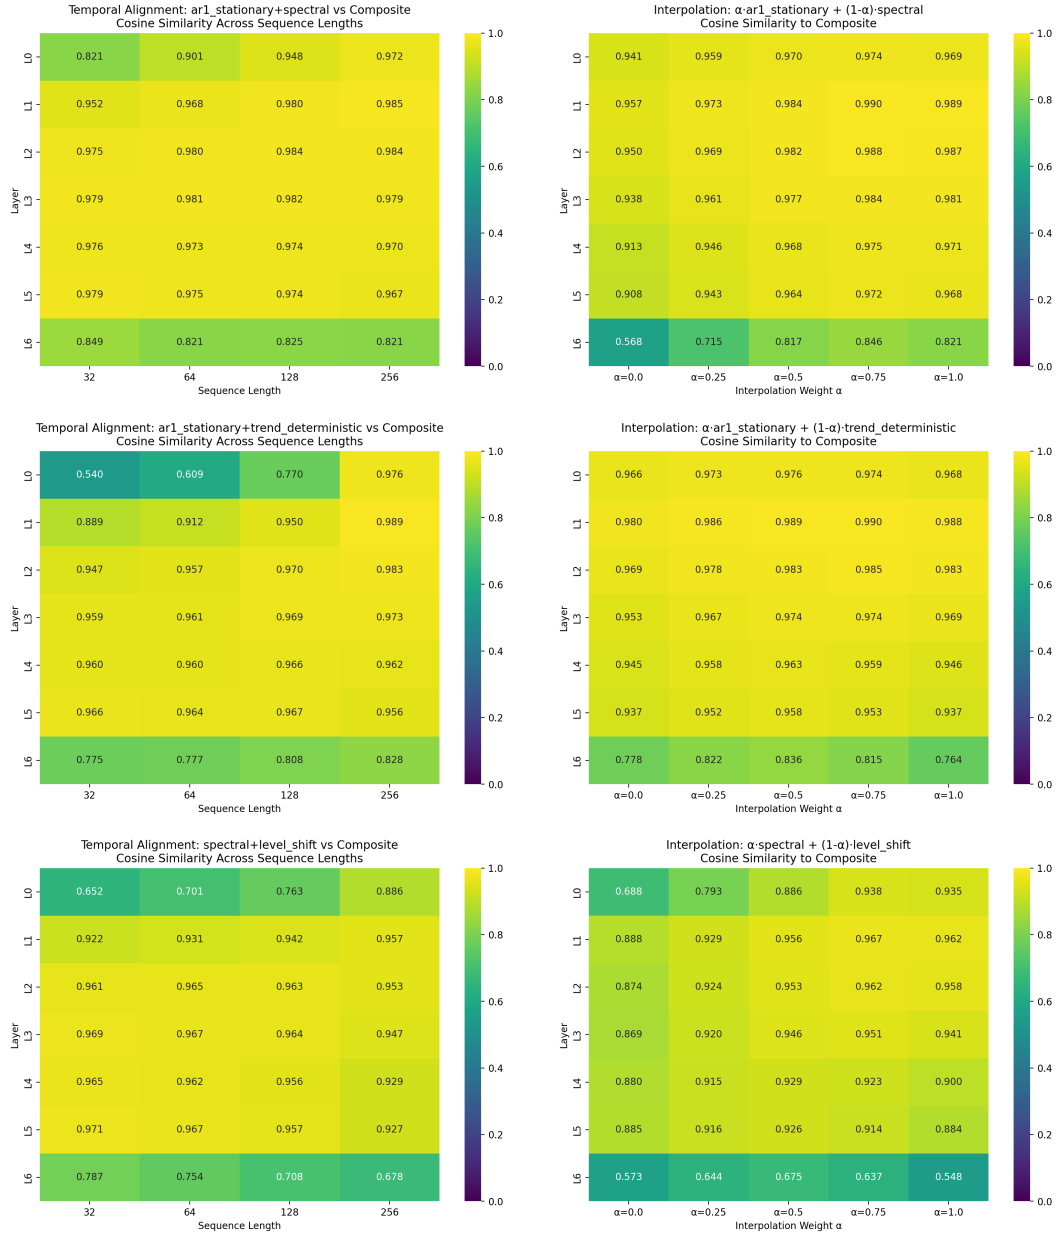 Temporal Alignment: ar1_stationary+spectral vs Composite
Cosine Similarity Across Sequence Lengths
L0 0.821 0.901 0.948 0.972
L1 0.952 0.968 0.980 0.985
L2 0.975 0.980 0.984 0.984
L3 0.979 0.981 0.982 0.979
L4 0.976 0.973 0.974 0.970
L5 0.979 0.975 0.974 0.967
L6 0.849 0.821 0.825 0.821
Layer
32 64 128 256
Sequence Length
1.0
0.8
0.6
0.4
0.2
0.0
Interpolation: α·ar1_stationary + (1-α)·spectral
Cosine Similarity to Composite
L0 0.941 0.959 0.970 0.974 0.969
L1 0.957 0.973 0.984 0.990 0.989
L2 0.950 0.969 0.982 0.988 0.987
L3 0.938 0.961 0.977 0.984 0.981
L4 0.913 0.946 0.968 0.975 0.971
L5 0.908 0.943 0.964 0.972 0.968
L6 0.568 0.715 0.817 0.846 0.821
Layer
α=0.0 α=0.25 α=0.5 α=0.75 α=1.0
Interpolation Weight α
1.0
0.8
0.6
0.4
0.2
0.0
Temporal Alignment: ar1_stationary+trend_deterministic vs Composite
Cosine Similarity Across Sequence Lengths
L0 0.540 0.609 0.770 0.976
L1 0.889 0.912 0.950 0.989
L2 0.947 0.957 0.970 0.983
L3 0.959 0.961 0.969 0.973
L4 0.960 0.960 0.966 0.962
L5 0.966 0.964 0.967 0.956
L6 0.775 0.777 0.808 0.828
Layer
32 64 128 256
Sequence Length
1.0
0.8
0.6
0.4
0.2
0.0
Interpolation: α·ar1_stationary + (1-α)·trend_deterministic
Cosine Similarity to Composite
L0 0.966 0.973 0.976 0.974 0.968
L1 0.980 0.986 0.989 0.990 0.988
L2 0.969 0.978 0.983 0.985 0.983
L3 0.953 0.967 0.974 0.974 0.969
L4 0.945 0.958 0.963 0.959 0.946
L5 0.937 0.952 0.958 0.953 0.937
L6 0.778 0.822 0.836 0.815 0.764
Layer
α=0.0 α=0.25 α=0.5 α=0.75 α=1.0
Interpolation Weight α
1.0
0.8
0.6
0.4
0.2
0.0
Temporal Alignment: spectral+level_shift vs Composite
Cosine Similarity Across Sequence Lengths
L0 0.652 0.701 0.763 0.886
L1 0.922 0.931 0.942 0.957
L2 0.961 0.965 0.963 0.953
L3 0.969 0.967 0.964 0.947
L4 0.965 0.962 0.956 0.929
L5 0.971 0.967 0.957 0.927
L6 0.787 0.754 0.708 0.678
Layer
32 64 128 256
Sequence Length
1.0
0.8
0.6
0.4
0.2
0.0
Interpolation: α·spectral + (1-α)·level_shift
Cosine Similarity to Composite
L0 0.688 0.793 0.886 0.938 0.935
L1 0.888 0.929 0.956 0.967 0.962
L2 0.874 0.924 0.953 0.962 0.958
L3 0.869 0.920 0.946 0.951 0.941
L4 0.880 0.915 0.929 0.923 0.900
L5 0.885 0.916 0.926 0.914 0.884
L6 0.573 0.644 0.675 0.637 0.548
Layer
α=0.0 α=0.25 α=0.5 α=0.75 α=1.0
Interpolation Weight α
1.0
0.8
0.6
0.4
0.2
0.0